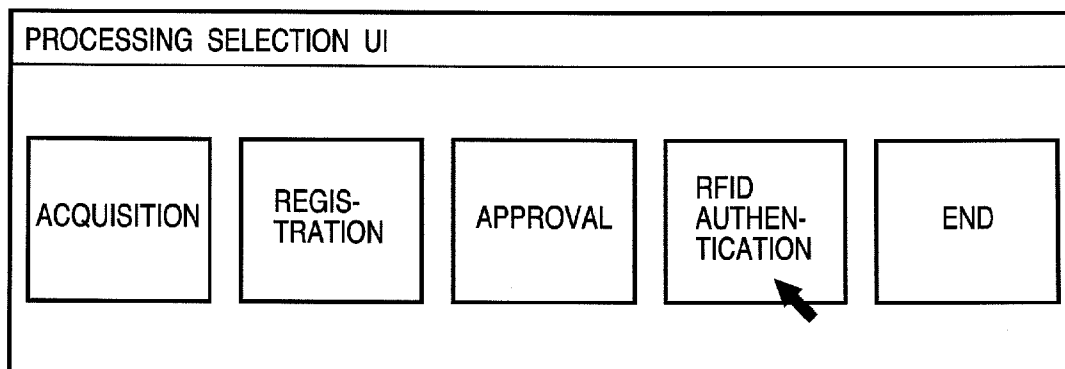 PROCESSING SELECTION UI
ACQUISITION
REGIS-
TRATION
APPROVAL
RFID
AUTHEN-
TICATION
END